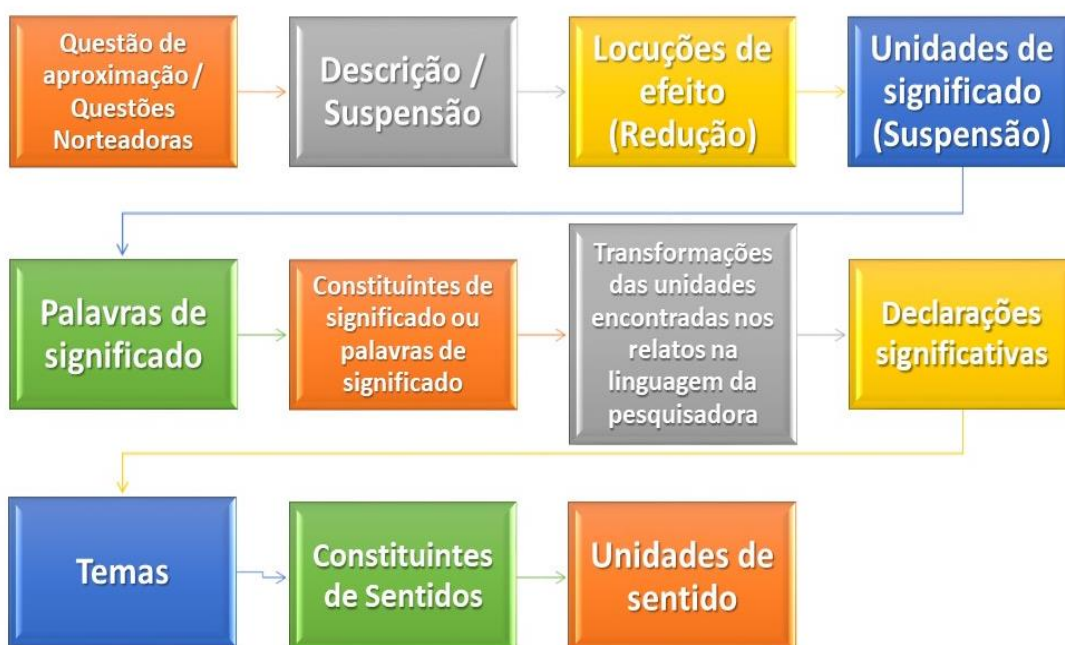 Questão de
aproximação /
Questões
Norteadoras
Descrição /
Suspensão
Locuções de
efeito
(Redução)
Unidades de
significado
(Suspensão)
Palavras de
significado
Constituintes de
significado ou
palavras de
significado
Transformações
das unidades
encontradas nos
relatos na
linguagem da
pesquisadora
Declarações
significativas
Temas
Constituintes
de Sentidos
Unidades de
sentido